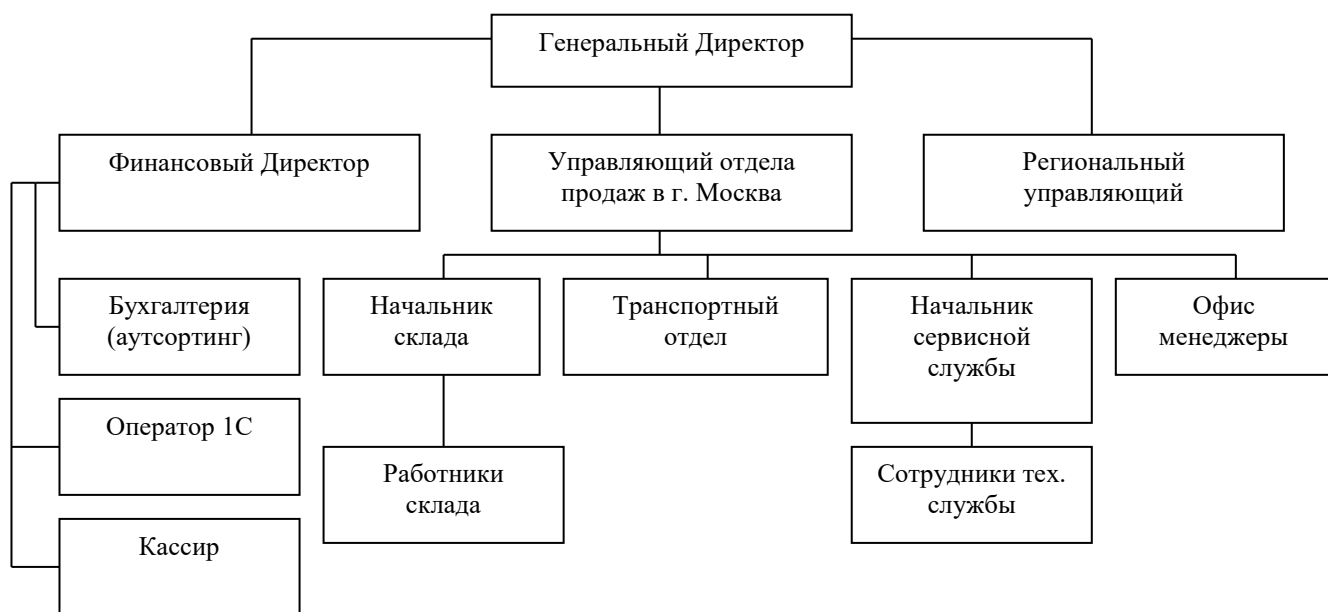 Генеральный Директор
Финансовый Директор
Управляющий отдела
продаж в г. Москва
Региональный
управляющий
Бухгалтерия
(аутсортинг)
Начальник
склада
Транспортный
отдел
Начальник
сервисной
службы
Офис
менеджеры
Оператор 1С
Работники
склада
Сотрудники тех.
службы
Кассир